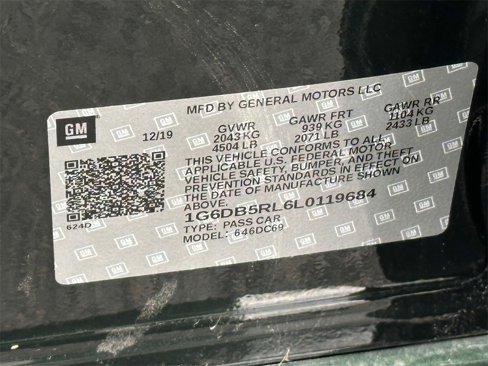 MFD BY GENERAL MOTORS LLC
GM
12/19
GVWR GAWR FRT GAWR RR
2043 KG 939 KG 1104 KG
4504 LB 2071 LB 2433 LB
THIS VEHICLE CONFORMS TO ALL
APPLICABLE U.S. FEDERAL MOTOR
VEHICLE SAFETY, BUMPER, AND THEFT
PREVENTION STANDARDS IN EFFECT ON
THE DATE OF MANUFACTURE SHOWN
ABOVE.
1G6DB5RL6L0119684
624D
TYPE: PASS CAR
MODEL: 646DC69